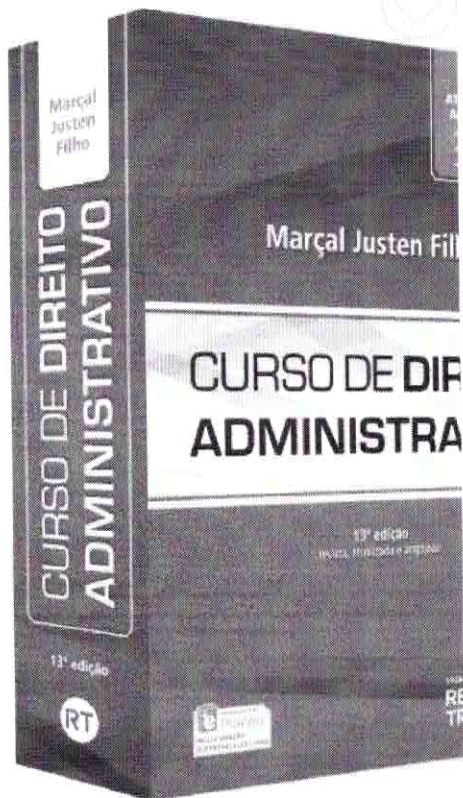 Marçal
Justen
Filho
CURSO DE DIREITO
ADMINISTRATIVO
13ª edição
RT
AT
A
Marçal Justen Fil
CURSO DE DIR
ADMINISTRA
13ª edição
revista, atualizada e ampliada
RE
TR